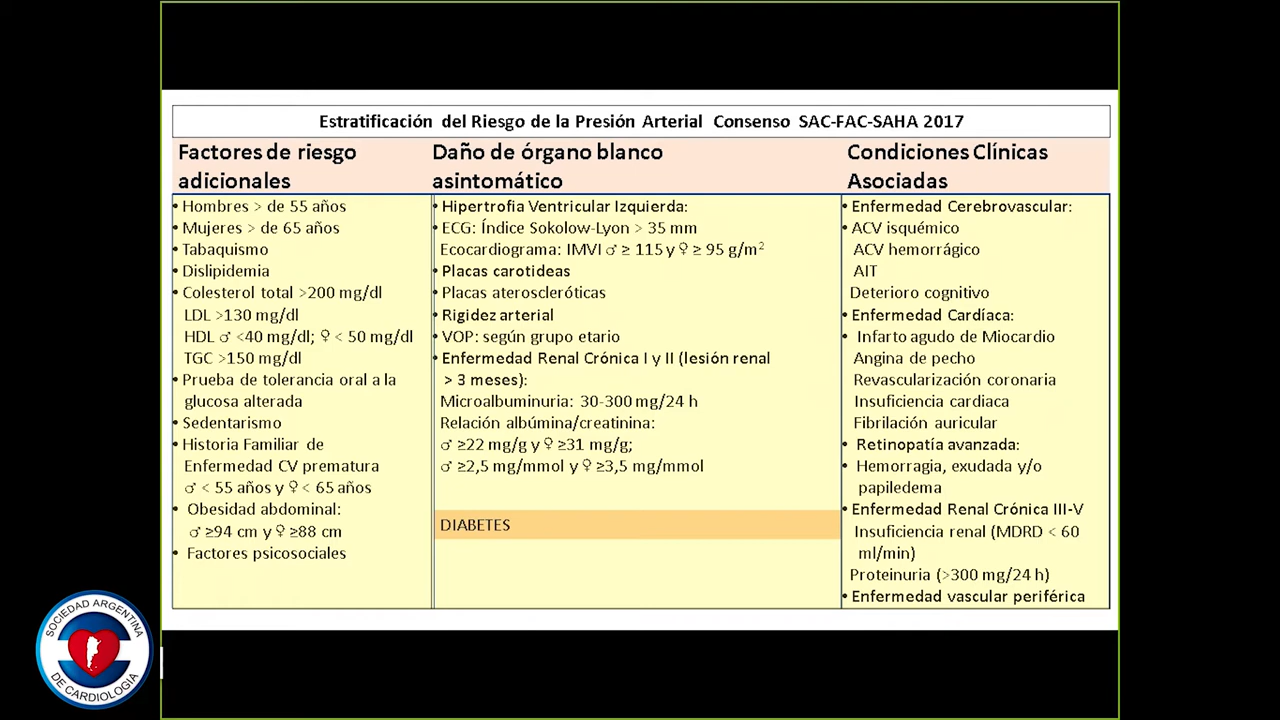 Estratificación del Riesgo de la Presión Arterial Consenso SAC-FAC-SAHA 2017
Factores de riesgo
adicionales
• Hombres > de 55 años
• Mujeres > de 65 años
• Tabaquismo
• Dislipidemia
• Colesterol total >200 mg/dl
LDL >130 mg/dl
HDL ♂ <40 mg/dl; ♀ < 50 mg/dl
TGC >150 mg/dl
• Prueba de tolerancia oral a la
glucosa alterada
• Sedentarismo
• Historia Familiar de
Enfermedad CV prematura
♂ < 55 años y ♀ < 65 años
• Obesidad abdominal:
♂ ≥94 cm y ♀ ≥88 cm
• Factores psicosociales
Daño de órgano blanco
asintomático
• Hipertrofia Ventricular Izquierda:
• ECG: Índice Sokolow-Lyon > 35 mm
Ecocardiograma: IMVI ♂ ≥ 115 y ♀ ≥ 95 g/m²
• Placas carotideas
• Placas ateroscleróticas
• Rigidez arterial
• VOP: según grupo etario
• Enfermedad Renal Crónica I y II (lesión renal
> 3 meses):
Microalbuminuria: 30-300 mg/24 h
Relación albúmina/creatinina:
♂ ≥22 mg/g y ♀ ≥31 mg/g;
♂ ≥2,5 mg/mmol y ♀ ≥3,5 mg/mmol
DIABETES
Condiciones Clínicas
Asociadas
• Enfermedad Cerebrovascular:
• ACV isquémico
ACV hemorrágico
AIT
Deterioro cognitivo
• Enfermedad Cardíaca:
• Infarto agudo de Miocardio
Angina de pecho
Revascularización coronaria
Insuficiencia cardiaca
Fibrilación auricular
• Retinopatía avanzada:
• Hemorragia, exudada y/o
papiledema
• Enfermedad Renal Crónica III-V
Insuficiencia renal (MDRD < 60
ml/min)
Proteinuria (>300 mg/24 h)
• Enfermedad vascular periférica
SOCIEDAD ARGENTINA
DE CARDIOLOGIA